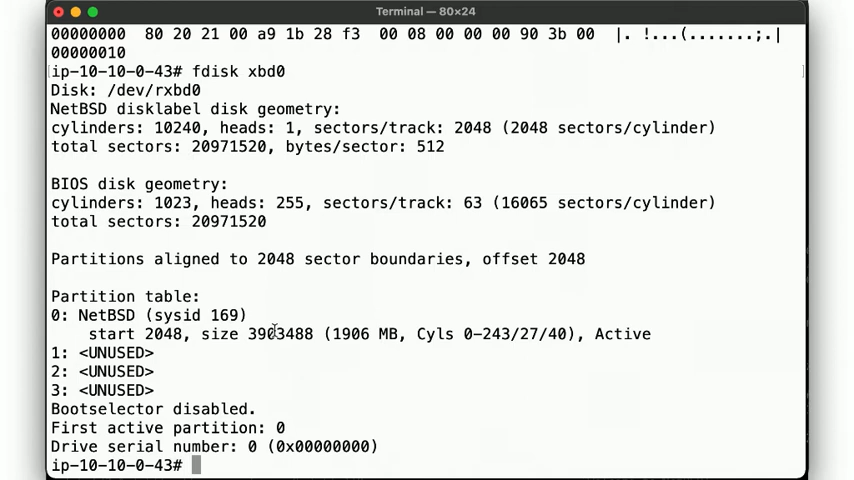 Terminal — 80×24
00000000  80 20 21 00 a9 1b 28 f3  00 08 00 00 00 90 3b 00  |. !...(.......;.|
00000010
ip-10-10-0-43# fdisk xbd0
Disk: /dev/rxbd0
NetBSD disklabel disk geometry:
cylinders: 10240, heads: 1, sectors/track: 2048 (2048 sectors/cylinder)
total sectors: 20971520, bytes/sector: 512
BIOS disk geometry:
cylinders: 1023, heads: 255, sectors/track: 63 (16065 sectors/cylinder)
total sectors: 20971520
Partitions aligned to 2048 sector boundaries, offset 2048
Partition table:
0: NetBSD (sysid 169)
    start 2048, size 3903488 (1906 MB, Cyls 0-243/27/40), Active
1: <UNUSED>
2: <UNUSED>
3: <UNUSED>
Bootselector disabled.
First active partition: 0
Drive serial number: 0 (0x00000000)
ip-10-10-0-43#